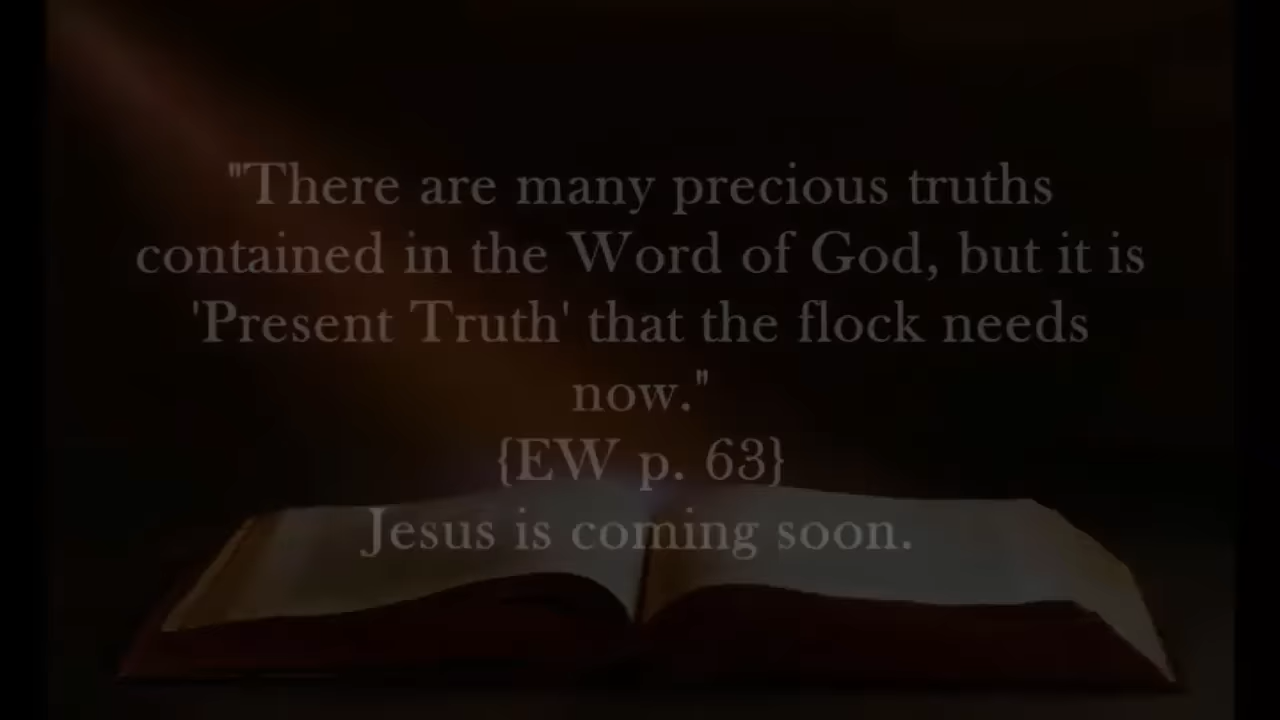 "There are many precious truths
contained in the Word of God, but it is
'Present Truth' that the flock needs
now."
{EW p. 63}
Jesus is coming soon.